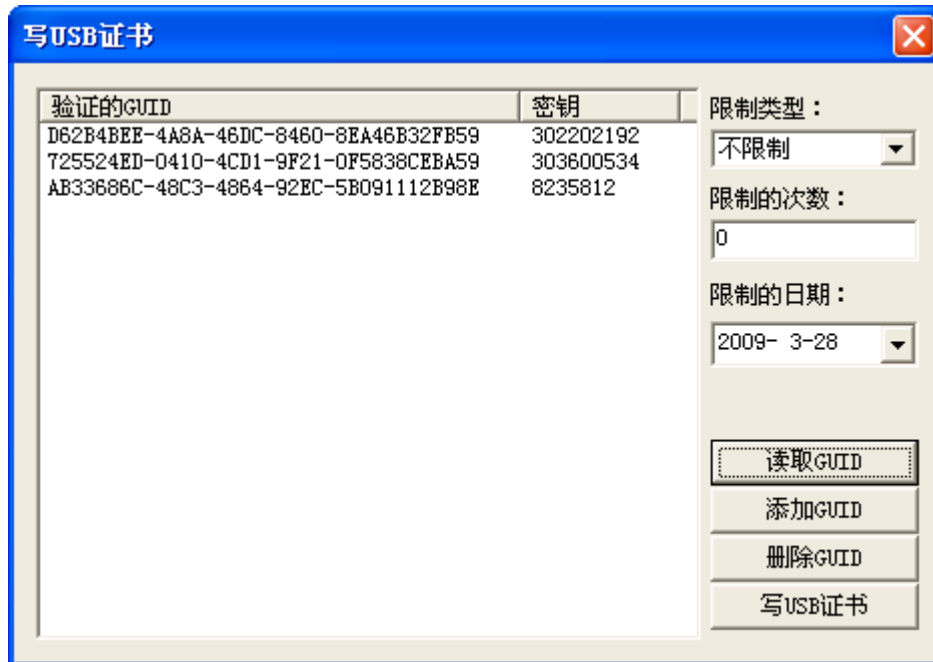 写USB证书
验证的GUID 密钥
D62B4BEE-4A8A-46DC-8460-8EA46B32FB59 302202192
725524ED-0410-4CD1-9F21-0F5838CEBA59 303600534
AB33686C-48C3-4864-92EC-5B091112B98E 8235812
限制类型：
不限制
限制的次数：
0
限制的日期：
2009- 3-28
读取GUID
添加GUID
删除GUID
写USB证书